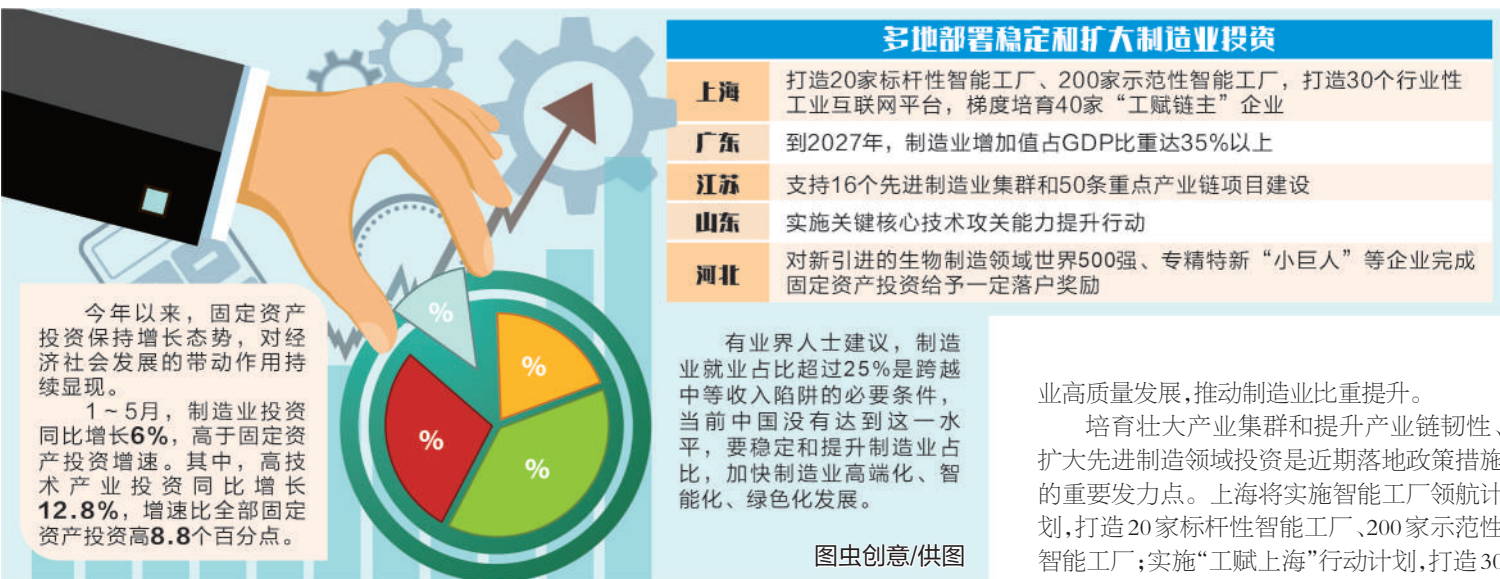 多地部署稳定和扩大制造业投资
上海
打造20家标杆性智能工厂、200家示范性智能工厂，打造30个行业性
工业互联网平台，梯度培育40家“工赋链主”企业
广东
到2027年，制造业增加值占GDP比重达35%以上
江苏
支持16个先进制造业集群和50条重点产业链项目建设
山东
实施关键核心技术攻关能力提升行动
河北
对新引进的生物制造领域世界500强、专精特新“小巨人”等企业完成
固定资产投资给予一定落户奖励
今年以来，固定资产
投资保持增长态势，对经
济社会发展的带动作用持
续显现。
1～5月，制造业投资
同比增长6%，高于固定资
产投资增速。其中，高技
术产业投资同比增长
12.8%，增速比全部固定
资产投资高8.8个百分点。
%
%
%
%
有业界人士建议，制造
业就业占比超过25%是跨越
中等收入陷阱的必要条件，
当前中国没有达到这一水
平，要稳定和提升制造业占
比，加快制造业高端化、智
能化、绿色化发展。
图虫创意/供图
业高质量发展，推动制造业比重提升。
培育壮大产业集群和提升产业链韧性、
扩大先进制造领域投资是近期落地政策措施
的重要发力点。上海将实施智能工厂领航计
划，打造20家标杆性智能工厂、200家示范性
智能工厂；实施“工赋上海”行动计划，打造30